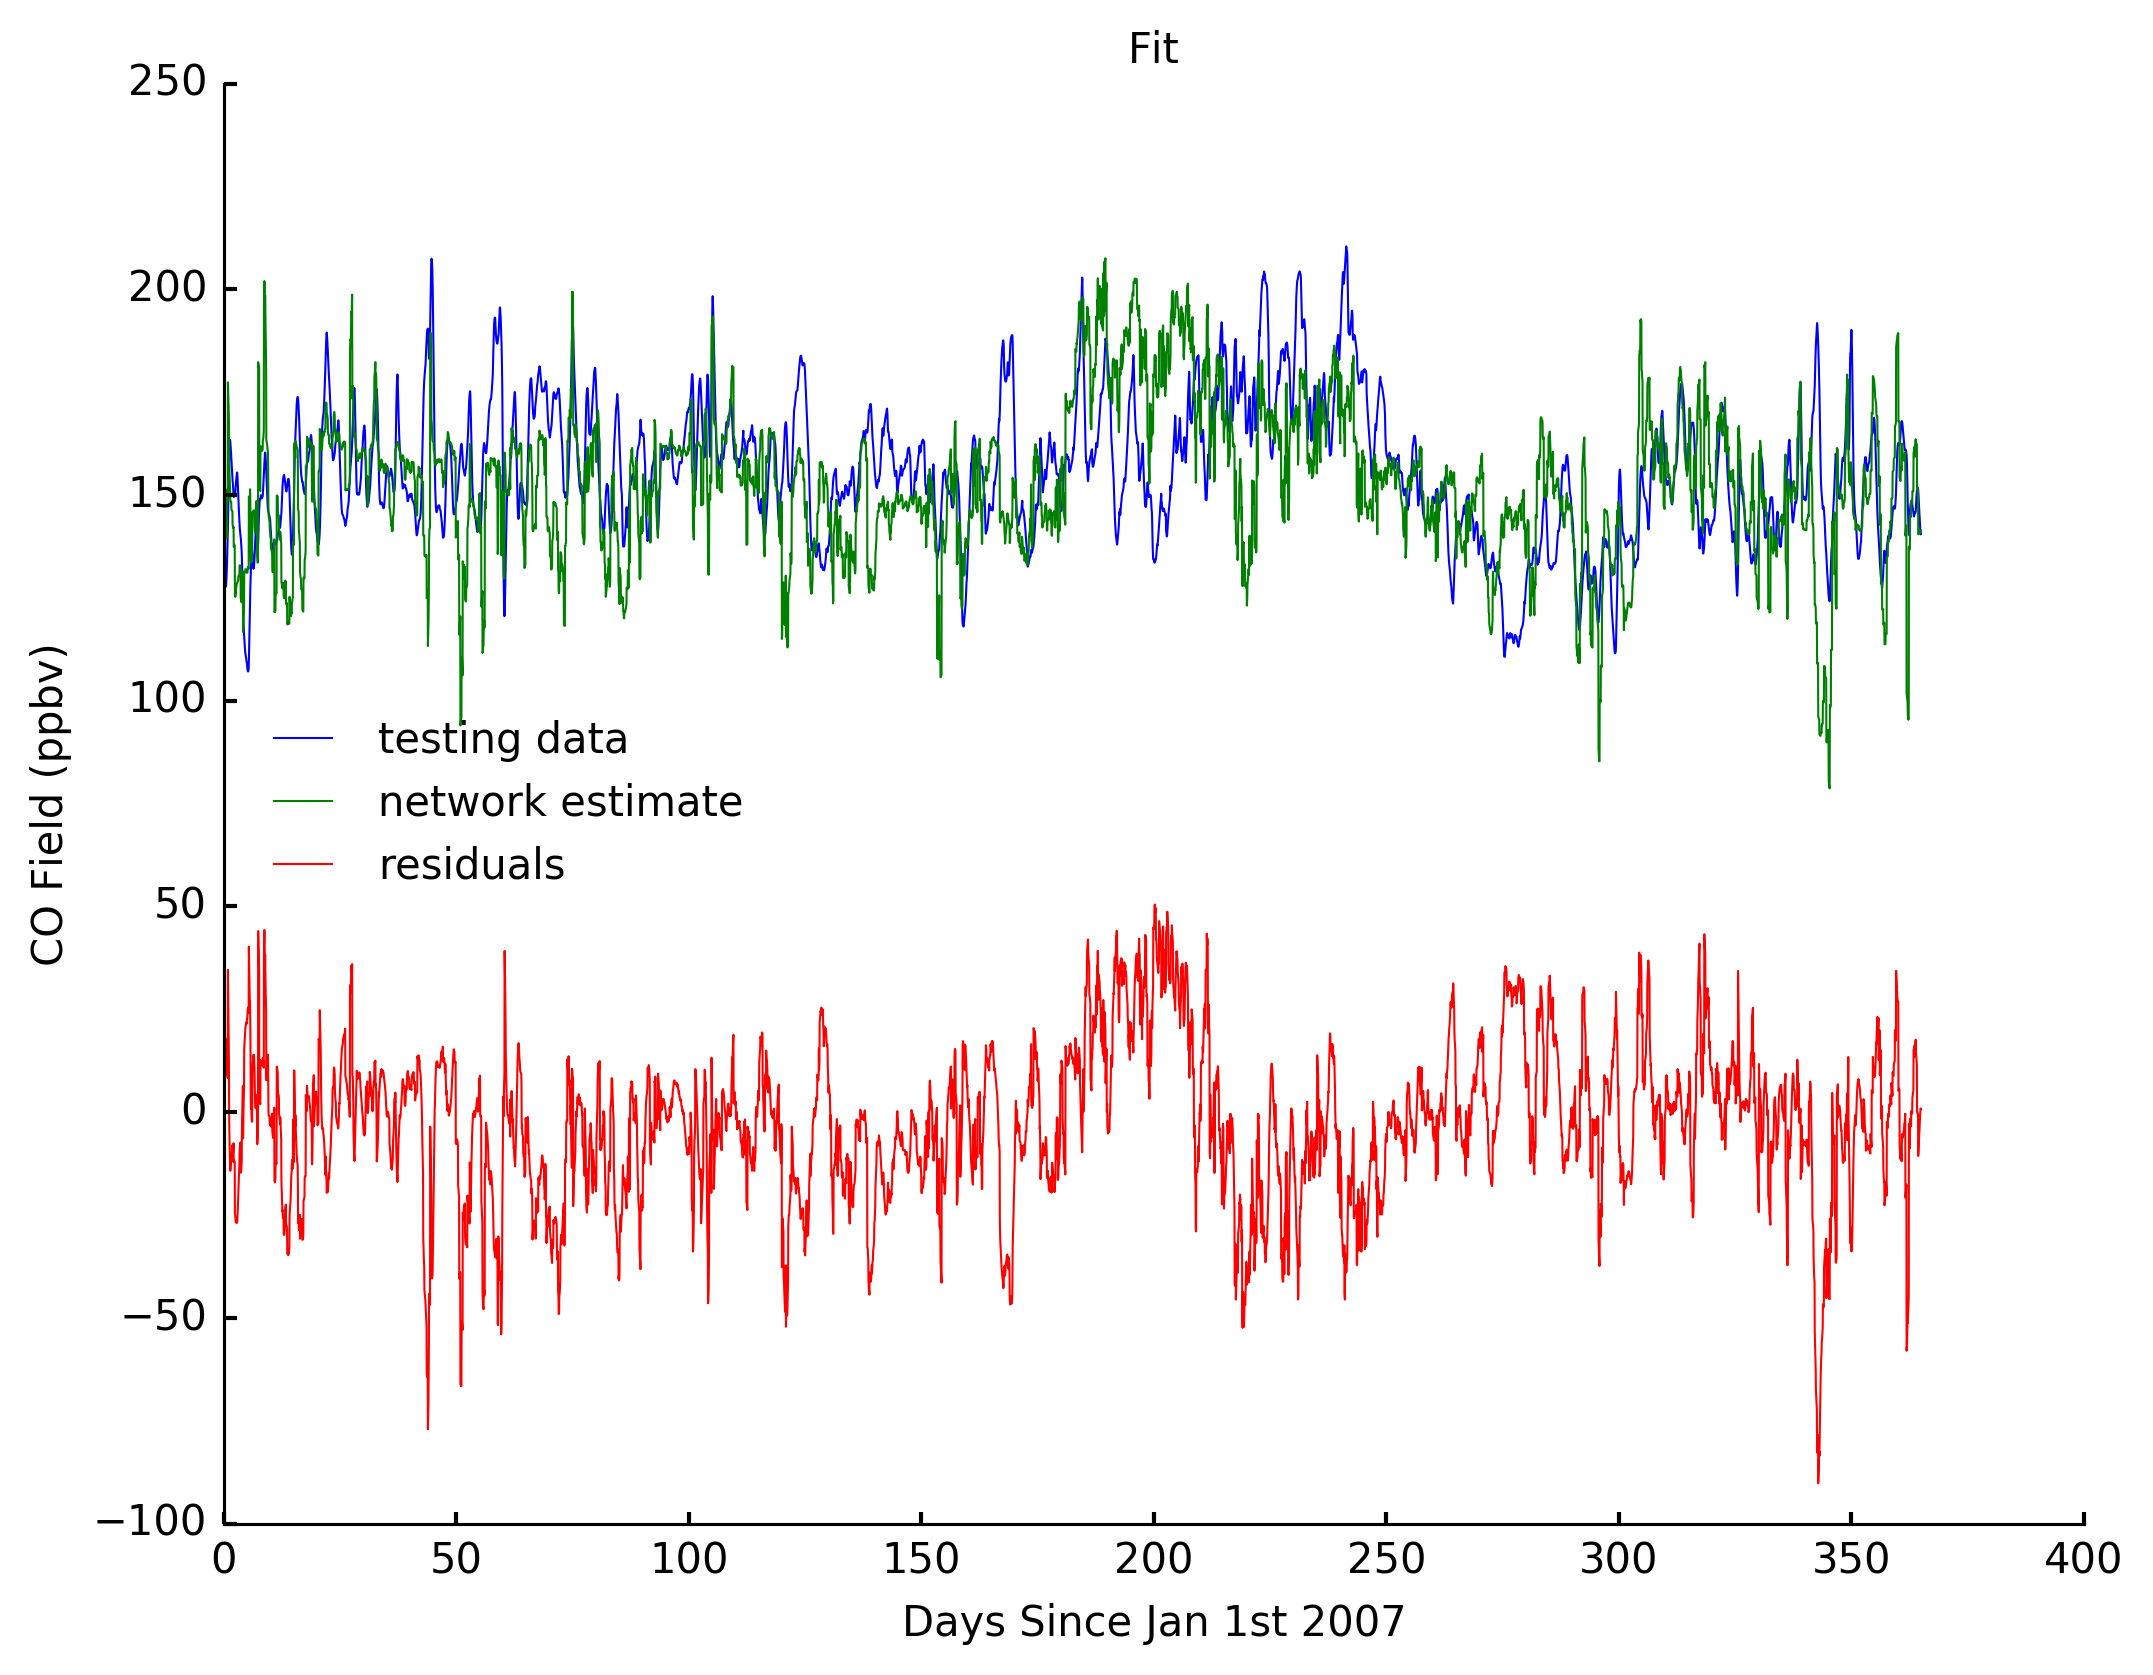 Fit
250
200
150
100
50
0
−50
−100
CO Field (ppbv)
testing data
network estimate
residuals
0 50 100 150 200 250 300 350 400
Days Since Jan 1st 2007